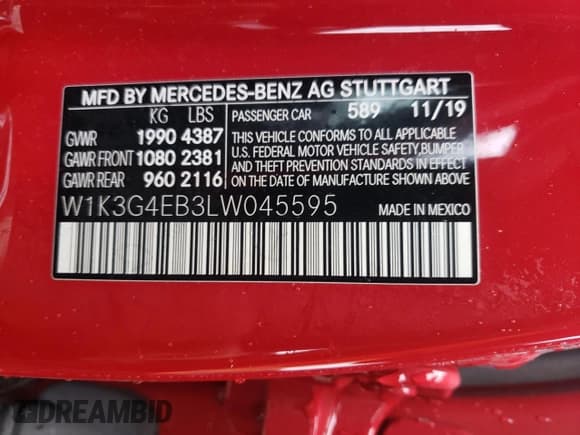 MFD BY MERCEDES-BENZ AG STUTTGART
KG LBS PASSENGER CAR 589 11/19
GVWR 1990 4387 THIS VEHICLE CONFORMS TO ALL APPLICABLE
GAWR FRONT 1080 2381 U.S. FEDERAL MOTOR VEHICLE SAFETY,BUMPER
GAWR REAR 960 2116 AND THEFT PREVENTION STANDARDS IN EFFECT
ON THE DATE OF MANUFACTURE SHOWN ABOVE
W1K3G4EB3LW045595 MADE IN MEXICO
DREAMBID